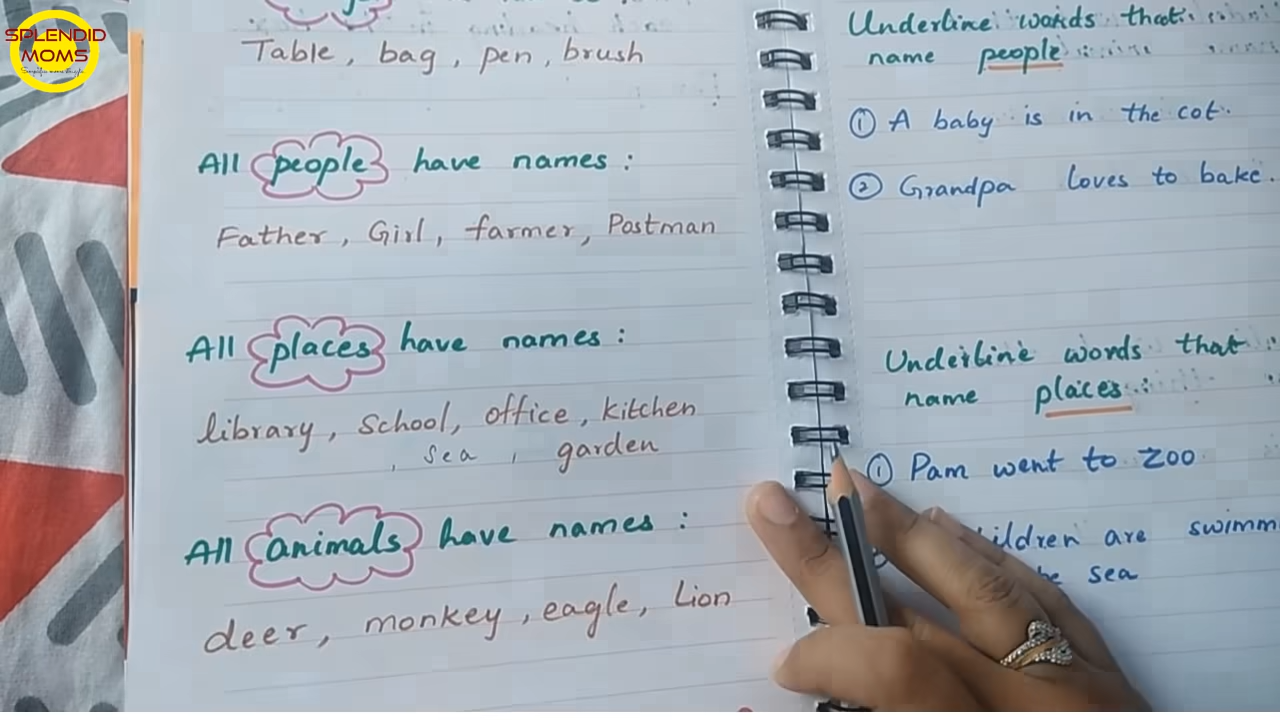 SPLENDID
MOMS
Table, bag, pen, brush
All people have names:
Father, Girl, farmer, Postman
All places have names:
library, School, office, kitchen
, sea, garden
All animals have names:
deer, monkey, eagle, Lion
Underline words that
name people
① A baby is in the cot.
② Grandpa loves to bake.
Underline words that
name places:
① Pam went to Zoo
are
sea